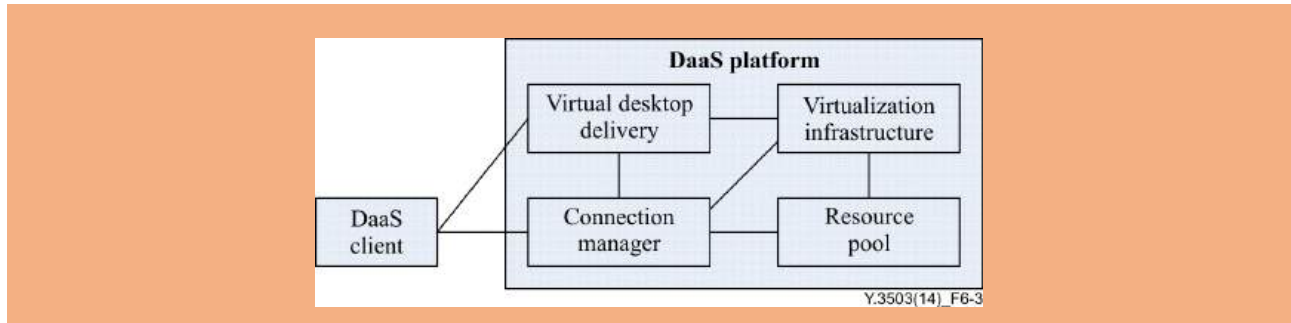 DaaS platform
Virtual desktop
delivery
Virtualization
infrastructure
DaaS
client
Connection
manager
Resource
pool
Y.3503(14)_F6-3